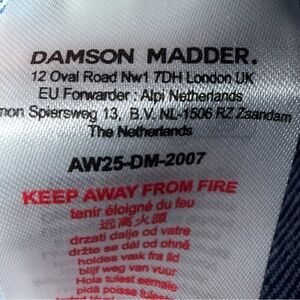 DAMSON MADDER.
12 Oval Road Nw1 7DH London UK
EU Forwarder : Alpi Netherlands
mon Spiersweg 13, B.V. NL-1506 RZ Zaandam
The Netherlands
AW25-DM-2007
KEEP AWAY FROM FIRE
tenir éloigné du feu
远离火源
drzati dalje od vatre
držte se dál od ohně
holdes væk fra ild
blijf weg van vuur
Hoia tulest eemal
pidä poissa tulesta